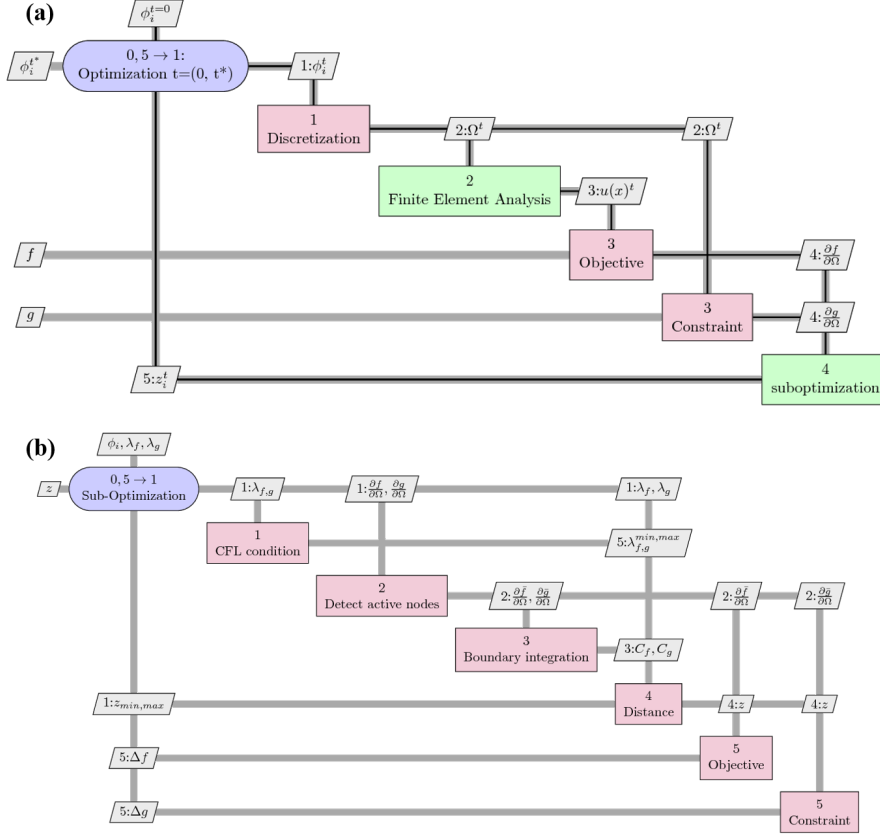 (a)
ϕ_i^{t=0}
ϕ_i^{t*}
0, 5 → 1:
Optimization t=(0, t*)
1:ϕ_i^t
1
Discretization
2:Ω^t
2:Ω^t
2
Finite Element Analysis
3:u(x)^t
f
3
Objective
4:∂f/∂Ω
g
3
Constraint
4:∂g/∂Ω
5:z_i^t
4
suboptimization
(b)
ϕ_i, λ_f, λ_g
z
0, 5 → 1
Sub-Optimization
1:λ_{f,g}
1:∂f/∂Ω, ∂g/∂Ω
1:λ_f, λ_g
1
CFL condition
5:λ_{f,g}^{min,max}
2
Detect active nodes
2:∂f̄/∂Ω, ∂ḡ/∂Ω
2:∂f̄/∂Ω
2:∂ḡ/∂Ω
3
Boundary integration
3:C_f, C_g
1:z_{min,max}
4
Distance
4:z
4:z
5:Δf
5
Objective
5:Δg
5
Constraint